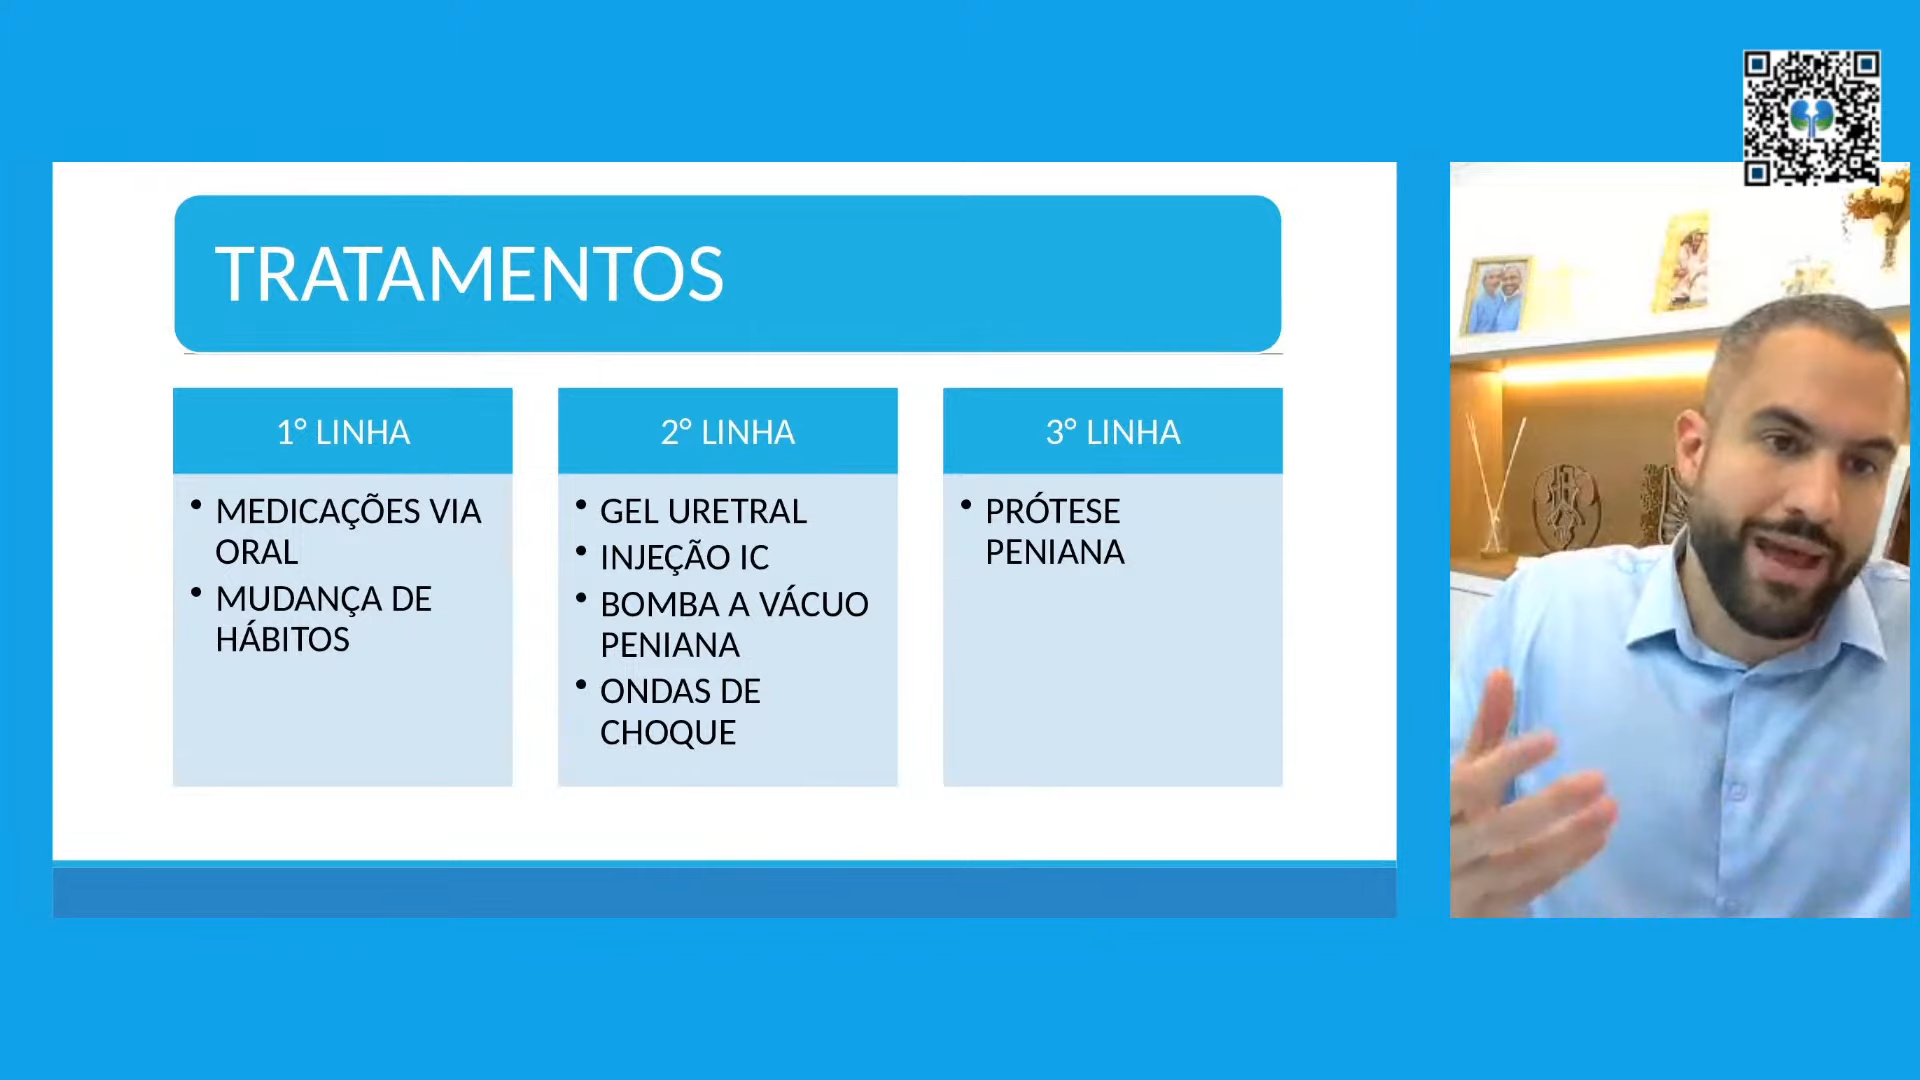 TRATAMENTOS
1° LINHA
• MEDICAÇÕES VIA
ORAL
• MUDANÇA DE
HÁBITOS
2° LINHA
• GEL URETRAL
• INJEÇÃO IC
• BOMBA A VÁCUO
PENIANA
• ONDAS DE
CHOQUE
3° LINHA
• PRÓTESE
PENIANA